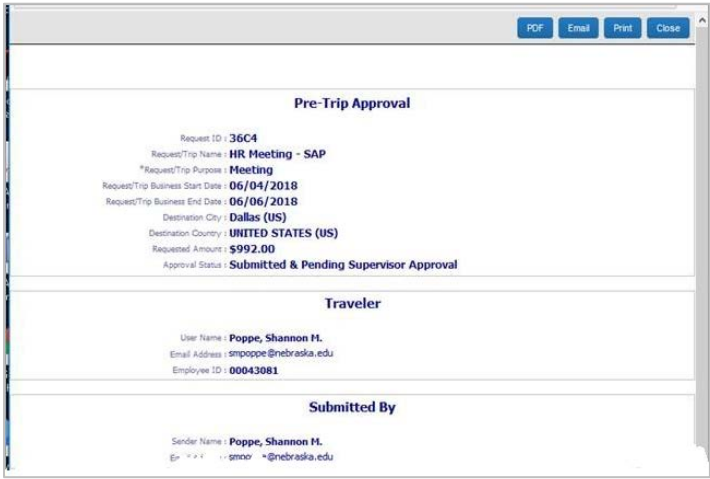 PDF Email Print Close
Pre-Trip Approval
Request ID : 36C4
Request/Trip Name : HR Meeting - SAP
*Request/Trip Purpose : Meeting
Request/Trip Business Start Date : 06/04/2018
Request/Trip Business End Date : 06/06/2018
Destination City : Dallas (US)
Destination Country : UNITED STATES (US)
Requested Amount : $992.00
Approval Status : Submitted & Pending Supervisor Approval
Traveler
User Name : Poppe, Shannon M.
Email Address : smpoppe@nebraska.edu
Employee ID : 00043081
Submitted By
Sender Name : Poppe, Shannon M.
@nebraska.edu